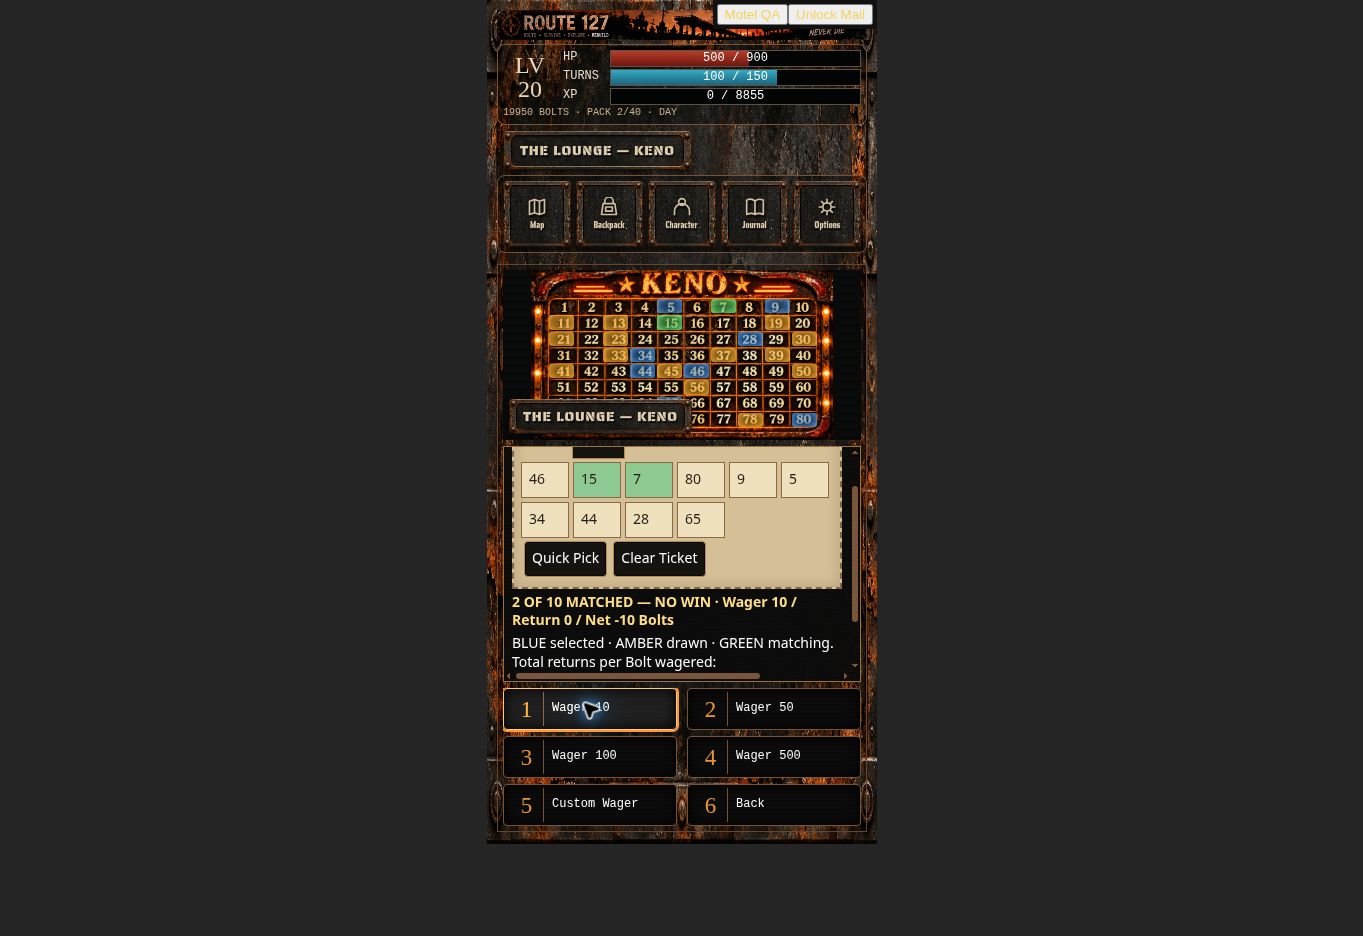 Motel QA Unlock Mail
ROUTE 127
BOLTS · SURVIVE · EXPLORE · REBUILD
NEVER DIE
LV
20
HP 500 / 900
TURNS 100 / 150
XP 0 / 8855
19950 BOLTS · PACK 2/40 · DAY
THE LOUNGE — KENO
Map Backpack Character Journal Options
KENO
1 2 3 4 5 6 7 8 9 10
11 12 13 14 15 16 17 18 19 20
21 22 23 24 25 26 27 28 29 30
31 32 33 34 35 36 37 38 39 40
41 42 43 44 45 46 47 48 49 50
51 52 53 54 55 56 57 58 59 60
66 67 68 69 70
THE LOUNGE — KENO
76 77 78 79 80
46 15 7 80 9 5
34 44 28 65
Quick Pick Clear Ticket
2 OF 10 MATCHED — NO WIN · Wager 10 /
Return 0 / Net -10 Bolts
BLUE selected · AMBER drawn · GREEN matching.
Total returns per Bolt wagered:
1 Wager 10
2 Wager 50
3 Wager 100
4 Wager 500
5 Custom Wager
6 Back